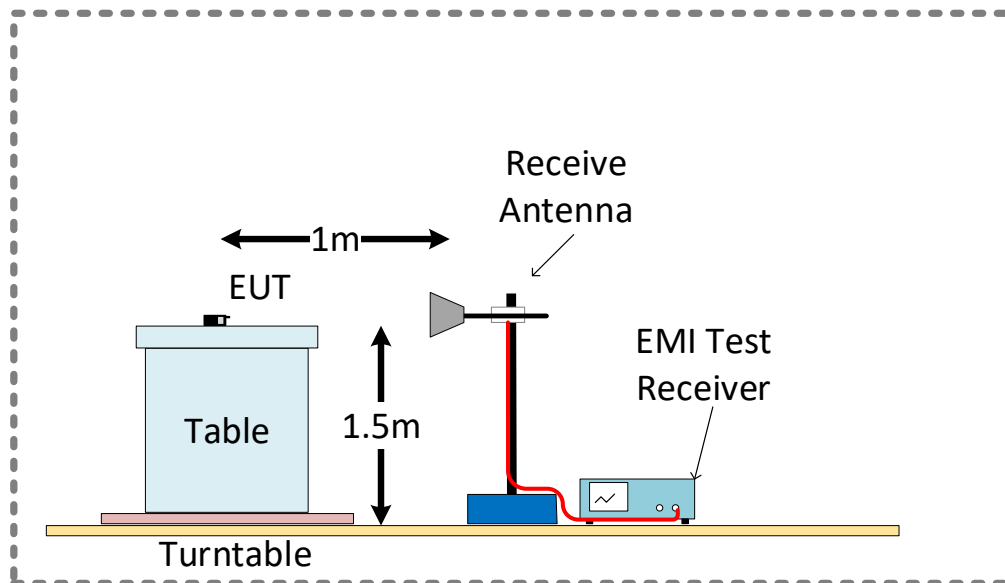 Receive
Antenna
1m
EUT
EMI Test
Receiver
1.5m
Table
Turntable